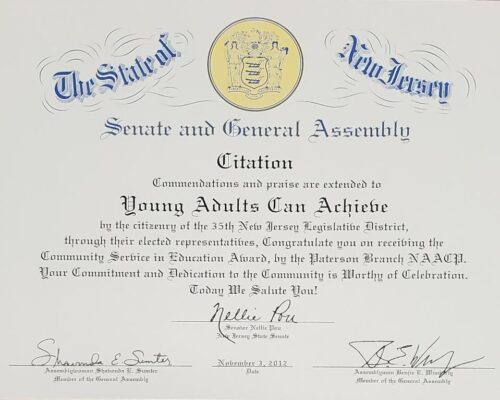 The State of New Jersey
Senate and General Assembly
Citation
Commendations and praise are extended to
Young Adults Can Achieve
by the citizenry of the 35th New Jersey Legislative District,
through their elected representatives, Congratulate you on receiving the
Community Service in Education Award, by the Paterson Branch NAACP.
Your Commitment and Dedication to the Community is Worthy of Celebration.
Today We Salute You!
Nellie Pou
Senator Nellie Pou
New Jersey State Senate
Shavonda E. Sumter
Assemblywoman Shavonda E. Sumter
Member of the General Assembly
November 3, 2012
Date
Assemblyman Benjie E. Wimberly
Member of the General Assembly